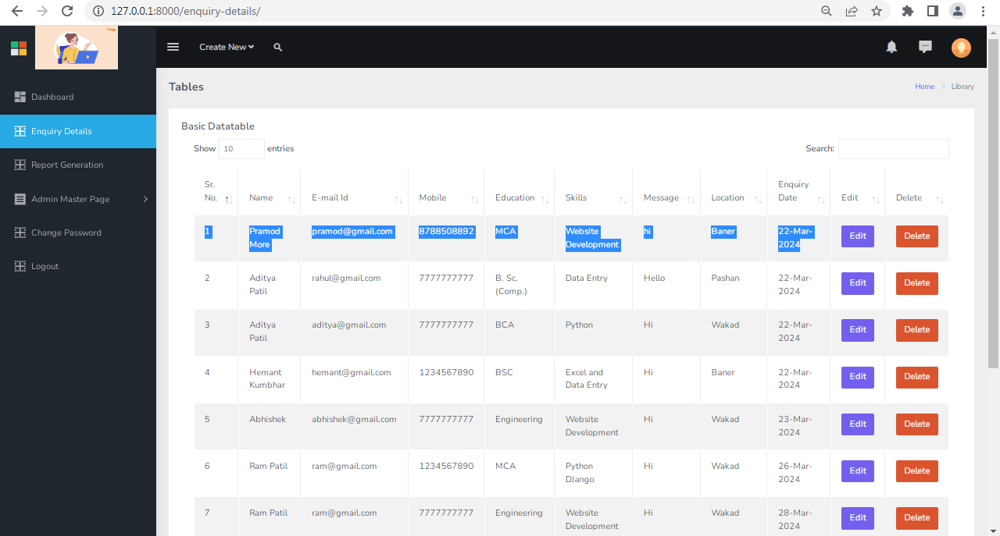 127.0.0.1:8000/enquiry-details/
Create New
Tables
Home > Library
Dashboard
Enquiry Details
Report Generation
Admin Master Page
Change Password
Logout
Basic Datatable
Show 10 entries Search:
Sr. No. Name E-mail Id Mobile Education Skills Message Location Enquiry Date Edit Delete
1 Pramod More pramod@gmail.com 8788508892 MCA Website Development hi Baner 22-Mar-2024 Edit Delete
2 Aditya Patil rahul@gmail.com 7777777777 B. Sc. (Comp.) Data Entry Hello Pashan 22-Mar-2024 Edit Delete
3 Aditya Patil aditya@gmail.com 7777777777 BCA Python Hi Wakad 22-Mar-2024 Edit Delete
4 Hemant Kumbhar hemant@gmail.com 1234567890 BSC Excel and Data Entry Hi Baner 22-Mar-2024 Edit Delete
5 Abhishek abhishek@gmail.com 7777777777 Engineering Website Development Hi Wakad 23-Mar-2024 Edit Delete
6 Ram Patil ram@gmail.com 1234567890 MCA Python DJango Hi Wakad 26-Mar-2024 Edit Delete
7 Ram Patil ram@gmail.com 7777777777 Engineering Website Development Hi Wakad 28-Mar-2024 Edit Delete